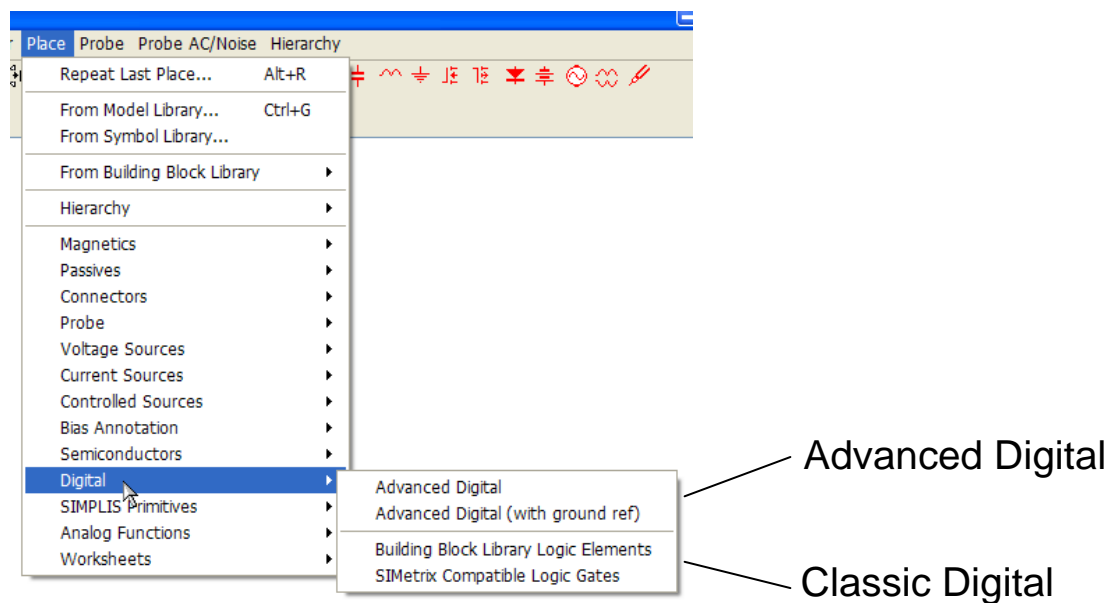 Place Probe Probe AC/Noise Hierarchy
Repeat Last Place... Alt+R
From Model Library... Ctrl+G
From Symbol Library...
From Building Block Library
Hierarchy
Magnetics
Passives
Connectors
Probe
Voltage Sources
Current Sources
Controlled Sources
Bias Annotation
Semiconductors
Digital
SIMPLIS Primitives
Analog Functions
Worksheets
Advanced Digital
Advanced Digital (with ground ref)
Building Block Library Logic Elements
SIMetrix Compatible Logic Gates
Advanced Digital
Classic Digital